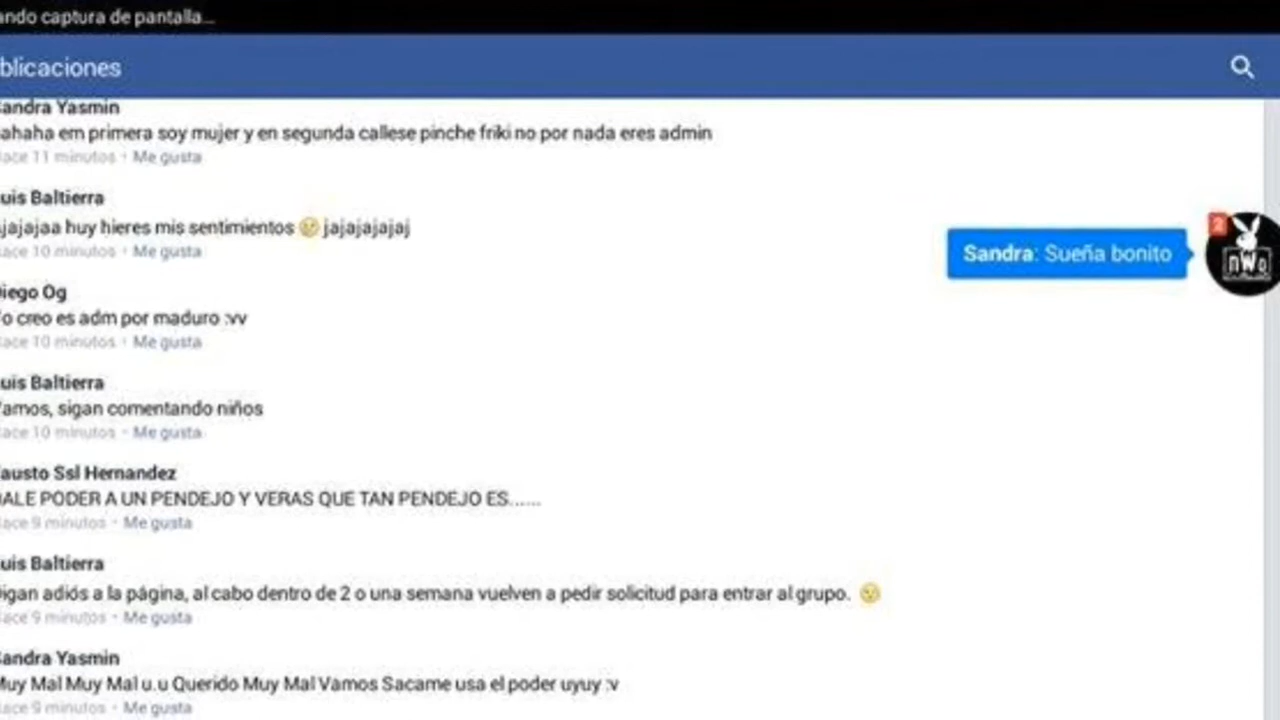 ando captura de pantalla...
blicaciones
andra Yasmin
ahaha em primera soy mujer y en segunda callese pinche friki no por nada eres admin
ace 11 minutos · Me gusta
uis Baltierra
jajajaa huy hieres mis sentimientos 😢 jajajajajaj
ace 10 minutos · Me gusta
2
Sandra: Sueña bonito
nWo
iego Og
o creo es adm por maduro :vv
ace 10 minutos · Me gusta
uis Baltierra
amos, sigan comentando niños
ace 10 minutos · Me gusta
austo Ssl Hernandez
ALE PODER A UN PENDEJO Y VERAS QUE TAN PENDEJO ES......
ace 9 minutos · Me gusta
uis Baltierra
igan adiós a la página, al cabo dentro de 2 o una semana vuelven a pedir solicitud para entrar al grupo. 😉
ace 9 minutos · Me gusta
andra Yasmin
Muy Mal Muy Mal u.u Querido Muy Mal Vamos Sacame usa el poder uyuy :v
ace 9 minutos · Me gusta